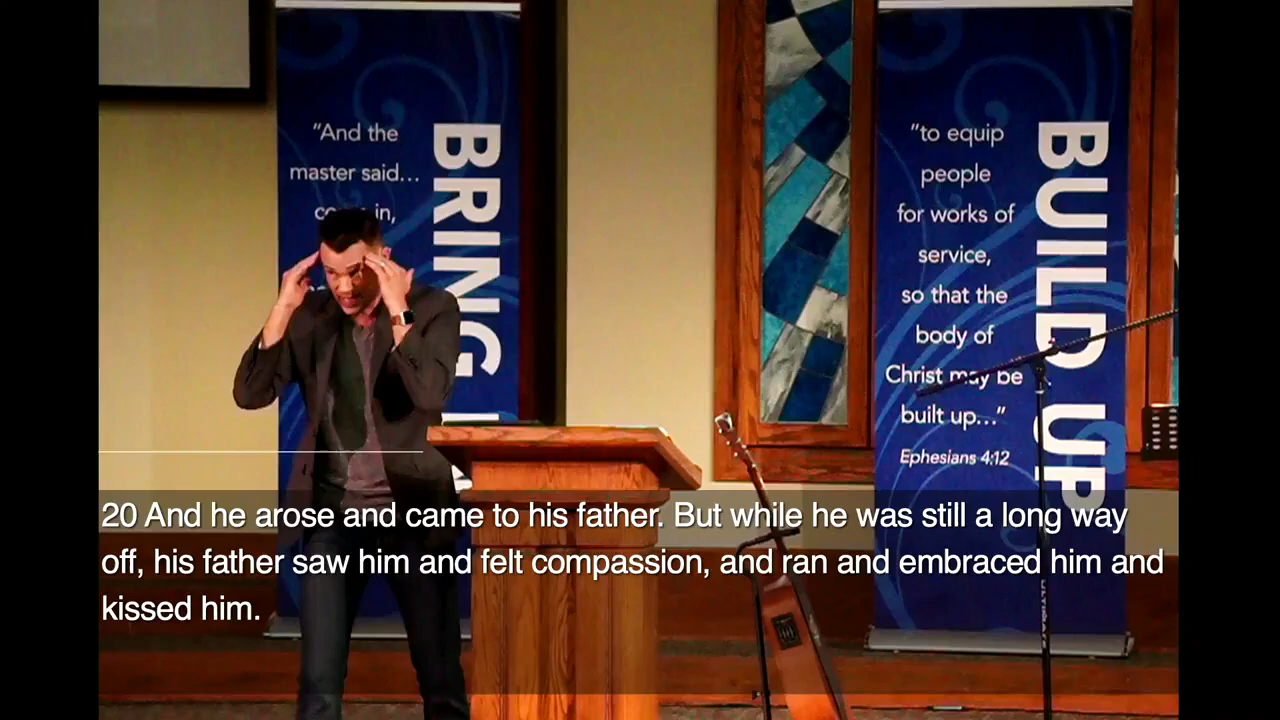 “And the
master said…
in,
BRING
“to equip
people
for works of
service,
so that the
body of
Christ may be
built up…”
Ephesians 4:12
BUILD UP
20 And he arose and came to his father. But while he was still a long way
off, his father saw him and felt compassion, and ran and embraced him and
kissed him.